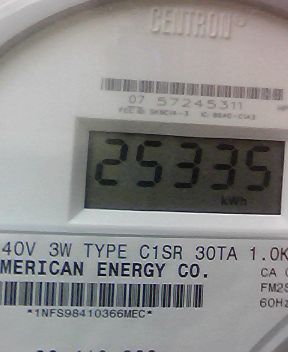 CENTRON
07 57245311
25335
kWh
40V 3W TYPE C1SR 30TA 1.0K
MERICAN ENERGY CO.
CA
FM2S
60Hz
*1NFS98410366MEC*